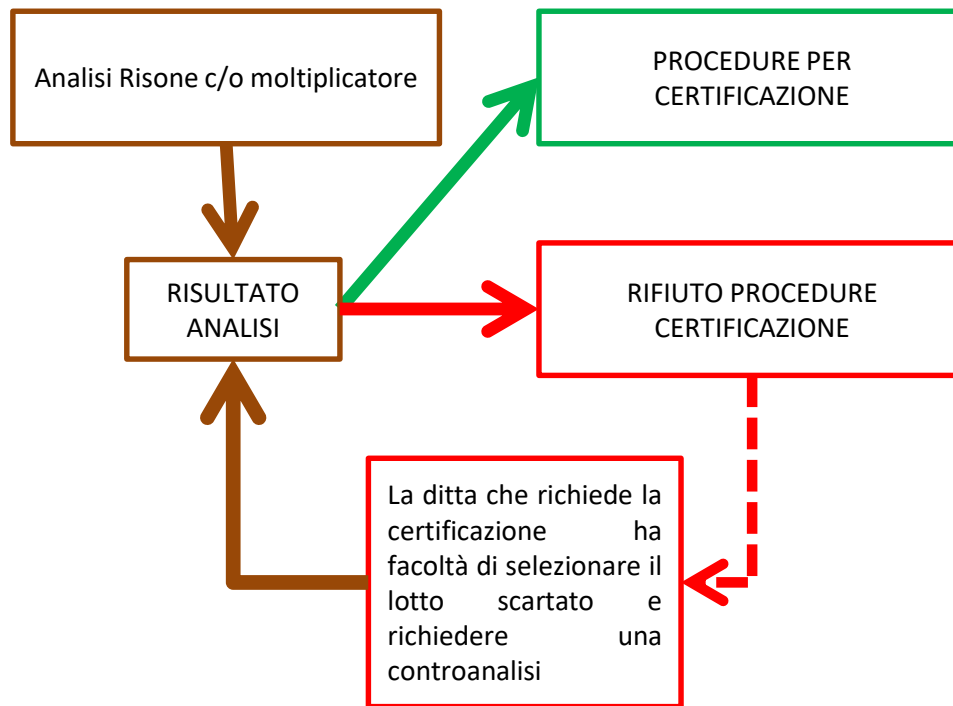 Analisi Risone c/o moltiplicatore
PROCEDURE PER
CERTIFICAZIONE
RISULTATO
ANALISI
RIFIUTO PROCEDURE
CERTIFICAZIONE
La ditta che richiede la
certificazione ha
facoltà di selezionare il
lotto scartato e
richiedere una
controanalisi